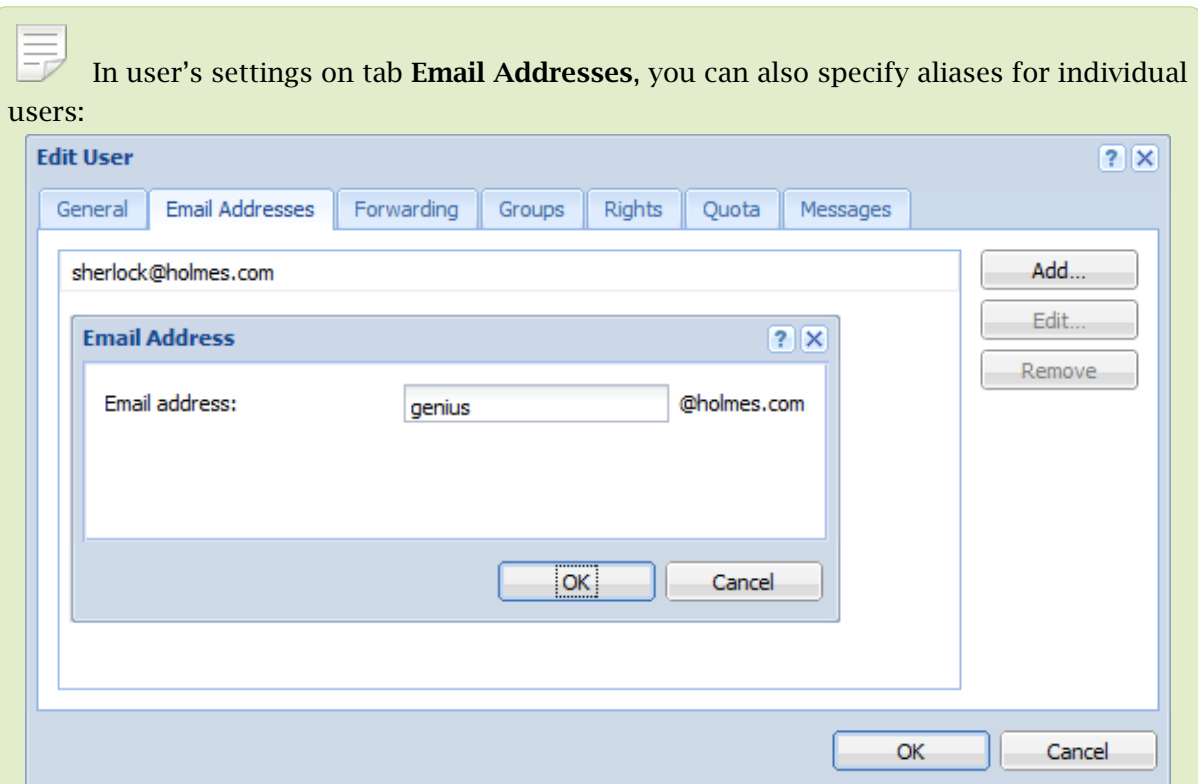 In user’s settings on tab Email Addresses, you can also specify aliases for individual
users:
Edit User
?
General Email Addresses Forwarding Groups Rights Quota Messages
sherlock@holmes.com
Add...
Edit...
Remove
Email Address
?
Email address: genius @holmes.com
OK Cancel
OK Cancel